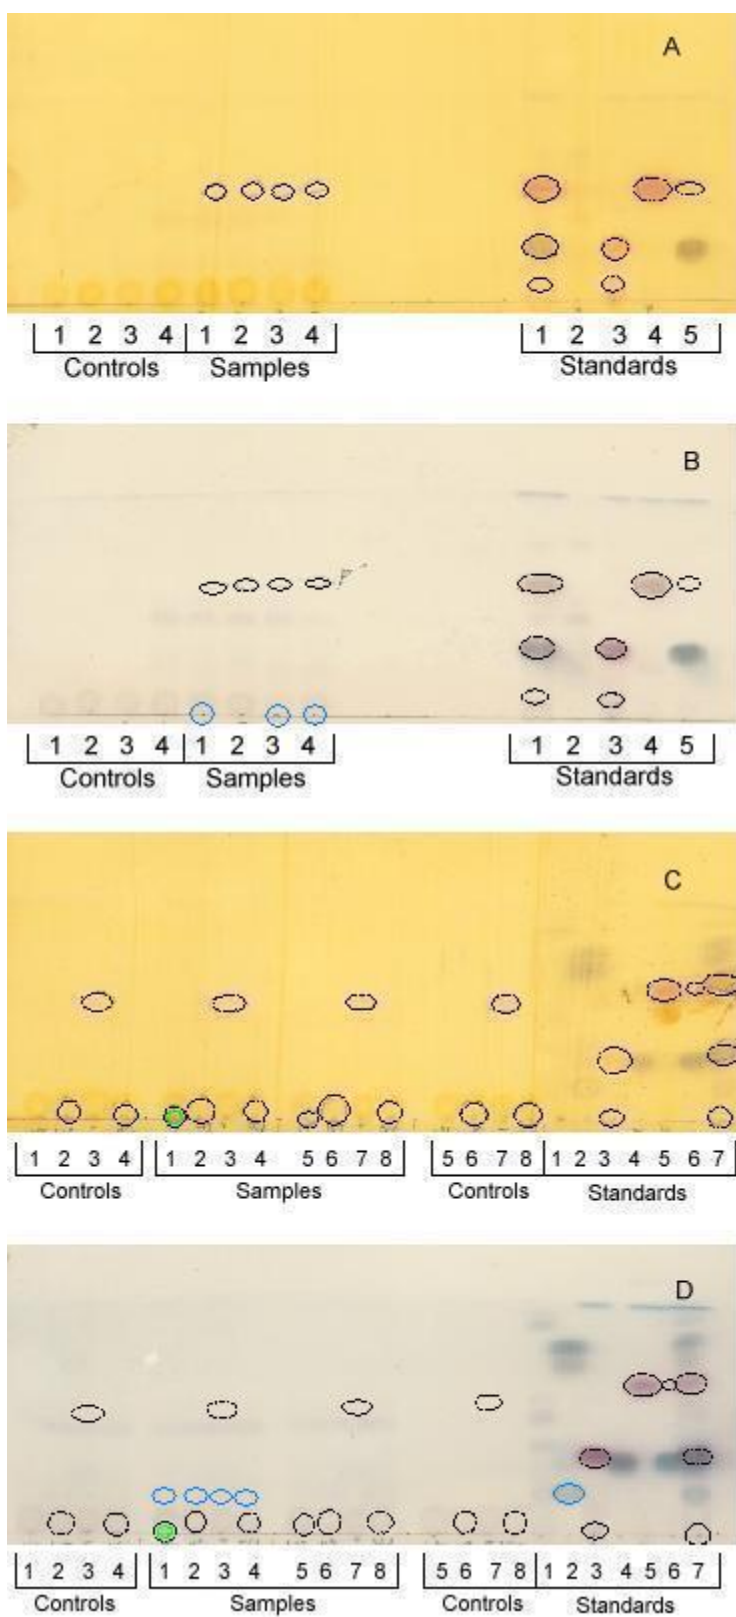 A
1 2 3 4 1 2 3 4 1 2 3 4 5
Controls Samples Standards
B
1 2 3 4 1 2 3 4 1 2 3 4 5
Controls Samples Standards
C
1 2 3 4 1 2 3 4 5 6 7 8 5 6 7 8 1 2 3 4 5 6 7
Controls Samples Controls Standards
D
1 2 3 4 1 2 3 4 5 6 7 8 5 6 7 8 1 2 3 4 5 6 7
Controls Samples Controls Standards